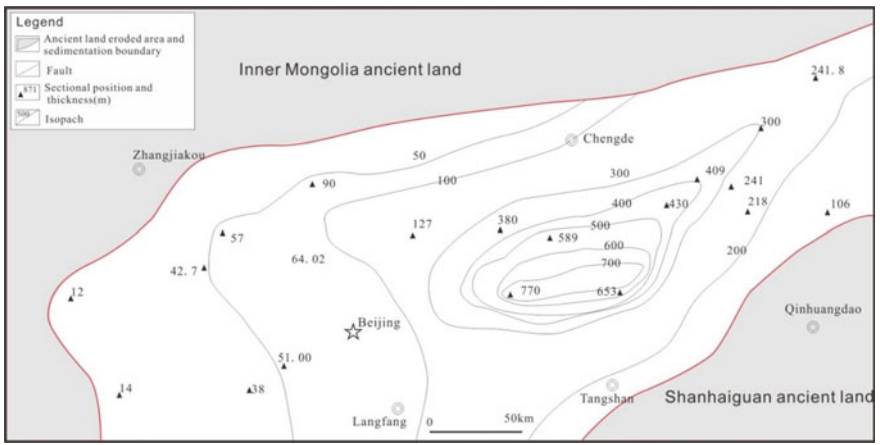 Legend
Ancient land eroded area and
sedimentation boundary
Fault
871
Sectional position and
thickness(m)
500
Isopach
Inner Mongolia ancient land
241. 8
300
Chengde
Zhangjiakou
50
100
90
300
409
241
400
430
218
106
380
127
500
589
57
600
200
64. 02
42. 7
700
12
770
653
Qinhuangdao
Beijing
51. 00
14
38
Tangshan
Shanhaiguan ancient land
Langfang
0
50km